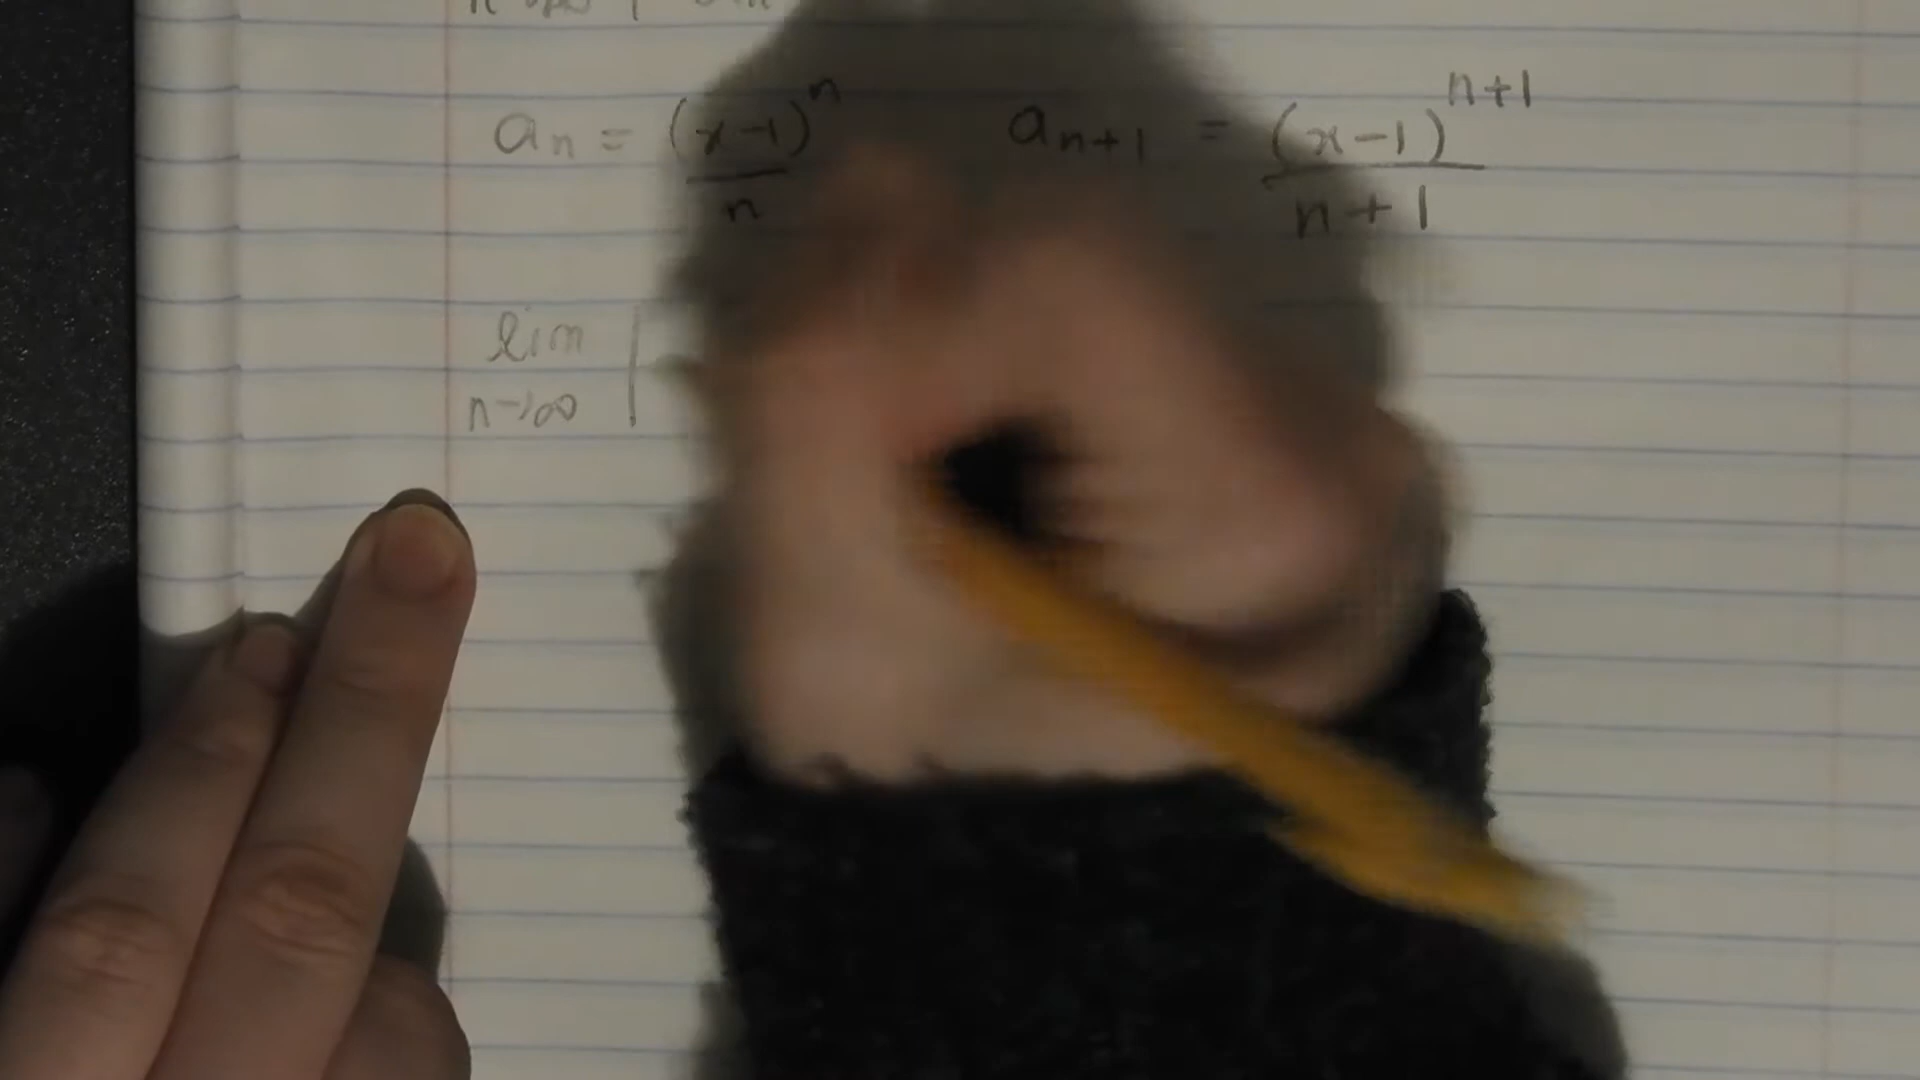 aₙ = (x-1)ⁿ/n    aₙ₊₁ = (x-1)ⁿ⁺¹/(n+1)
lim n→∞ |